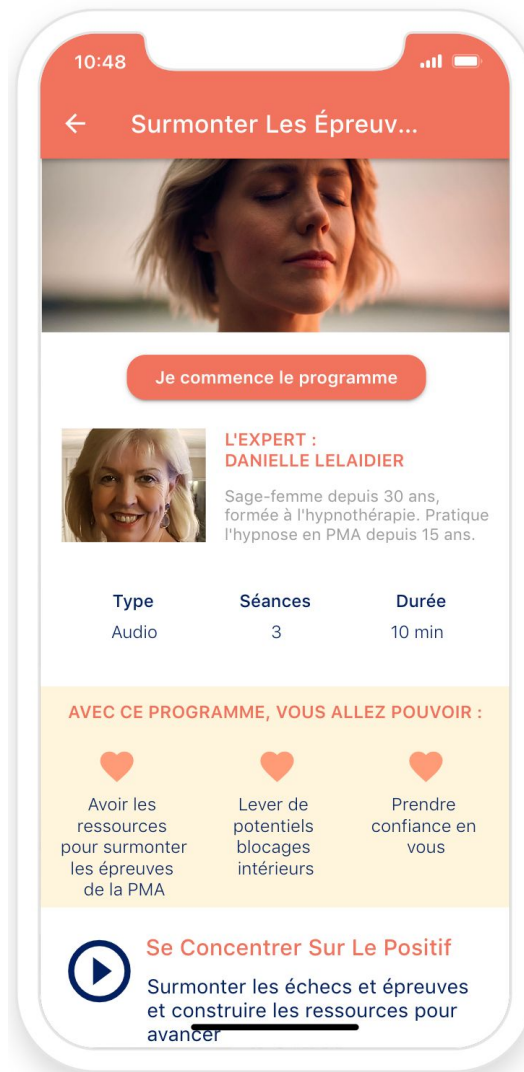 10:48
Surmonter Les Épreuv...
Je commence le programme
L'EXPERT :
DANIELLE LELAIDIER
Sage-femme depuis 30 ans,
formée à l'hypnothérapie. Pratique
l'hypnose en PMA depuis 15 ans.
Type
Séances
Durée
Audio
3
10 min
AVEC CE PROGRAMME, VOUS ALLEZ POUVOIR :
Avoir les
ressources
pour surmonter
les épreuves
de la PMA
Lever de
potentiels
blocages
intérieurs
Prendre
confiance en
vous
Se Concentrer Sur Le Positif
Surmonter les échecs et épreuves
et construire les ressources pour
avancer